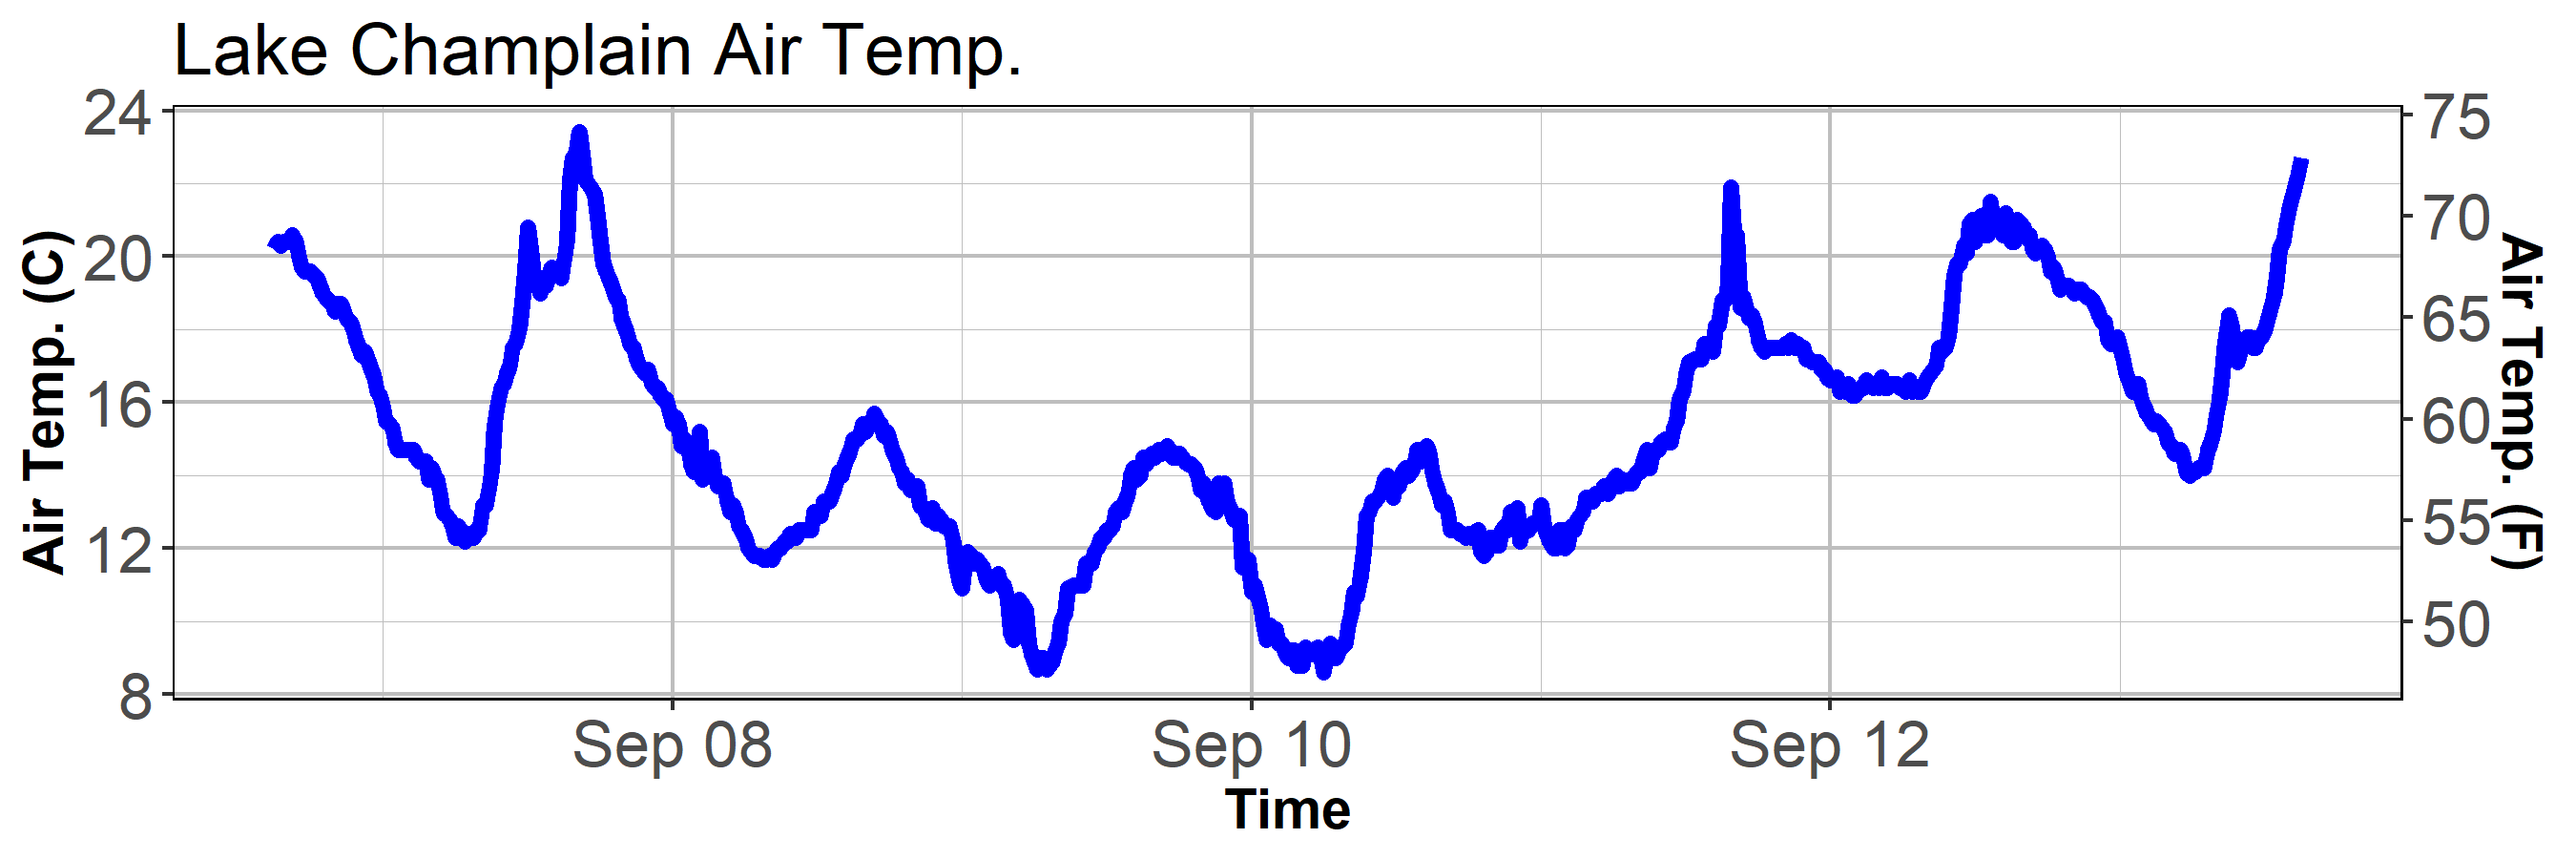 Lake Champlain Air Temp.
24
20
16
12
8
Air Temp. (C)
75
70
65
60
55
50
Air Temp. (F)
Sep 08
Sep 10
Sep 12
Time